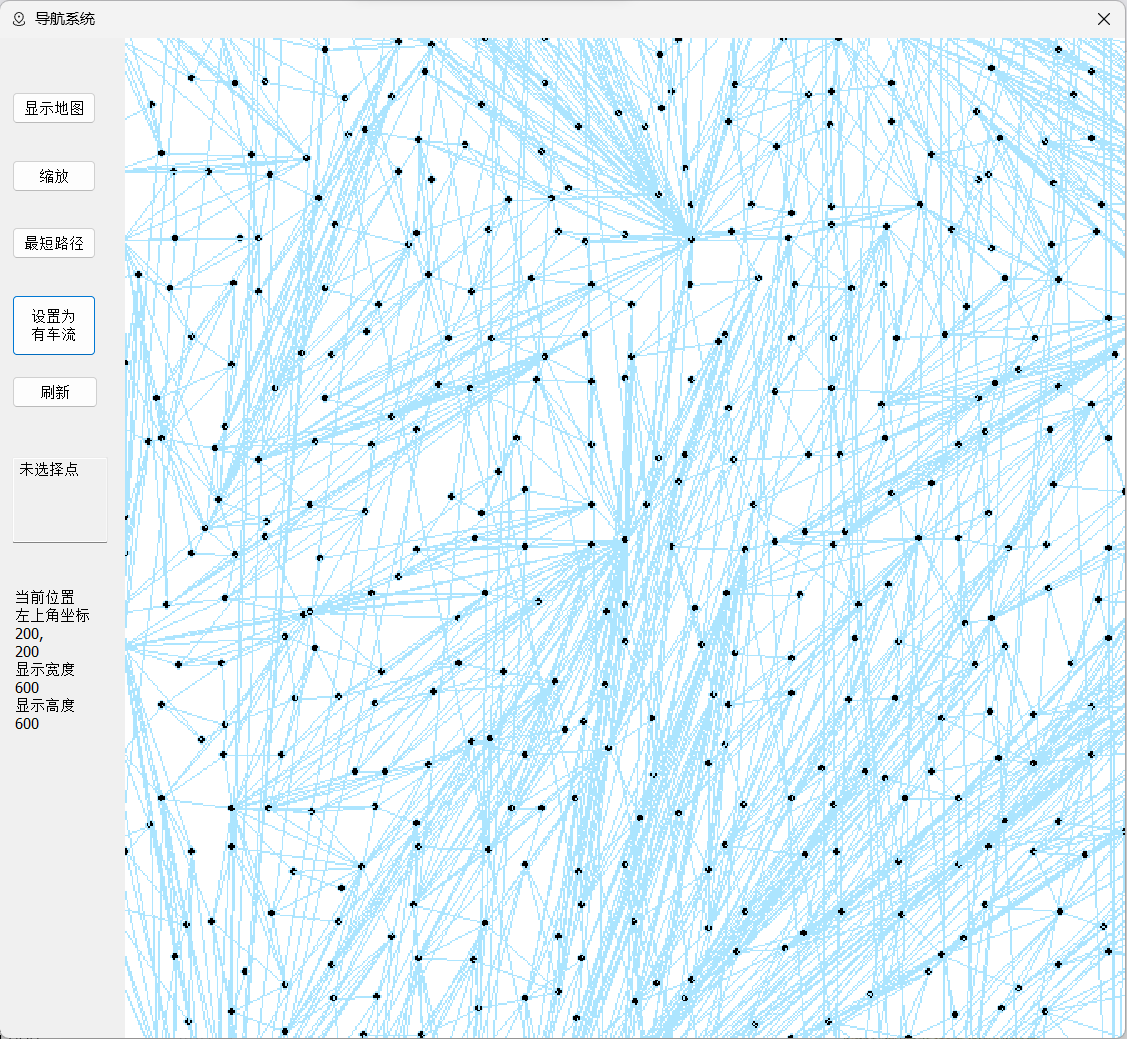 导航系统
显示地图
缩放
最短路径
设置为
有车流
刷新
未选择点
当前位置
左上角坐标
200,
200
显示宽度
600
显示高度
600